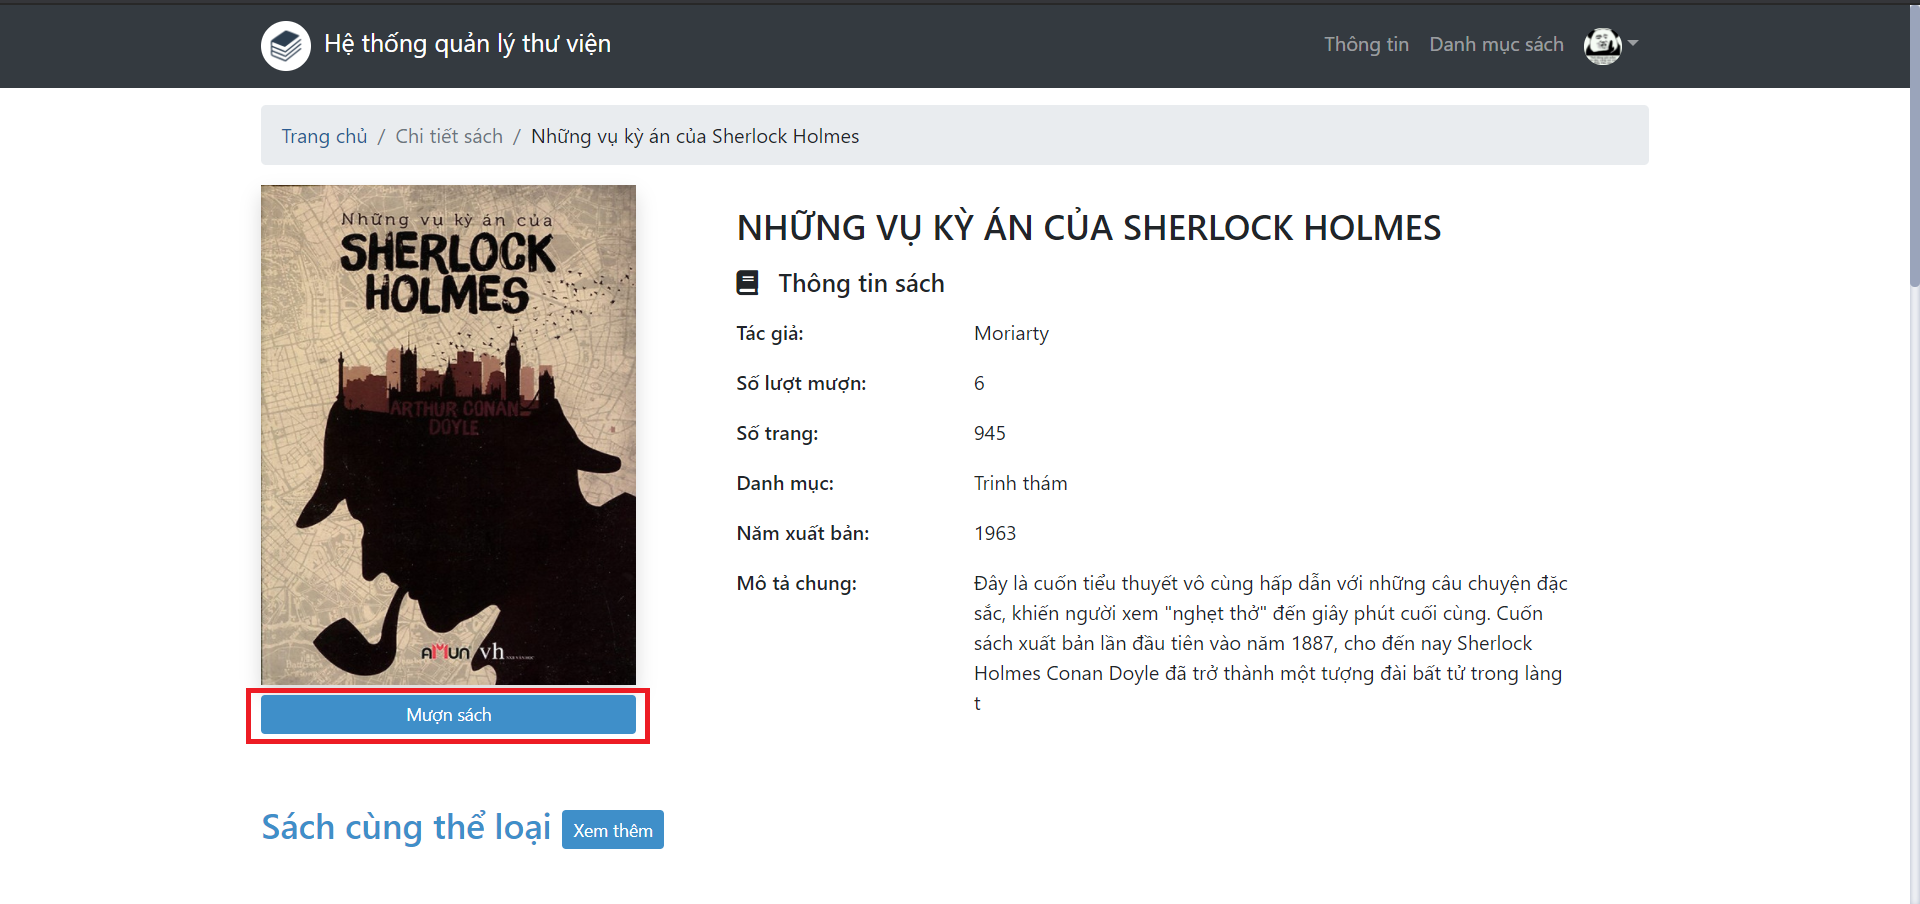 Hệ thống quản lý thư viện
Thông tin
Danh mục sách
Trang chủ / Chi tiết sách / Những vụ kỳ án của Sherlock Holmes
Những vụ kỳ án của
SHERLOCK
HOLMES
ARTHUR CONAN
DOYLE
AMUN
vh
Mượn sách
NHỮNG VỤ KỲ ÁN CỦA SHERLOCK HOLMES
Thông tin sách
Tác giả: Moriarty
Số lượt mượn: 6
Số trang: 945
Danh mục: Trinh thám
Năm xuất bản: 1963
Mô tả chung: Đây là cuốn tiểu thuyết vô cùng hấp dẫn với những câu chuyện đặc
sắc, khiến người xem "nghẹt thở" đến giây phút cuối cùng. Cuốn
sách xuất bản lần đầu tiên vào năm 1887, cho đến nay Sherlock
Holmes Conan Doyle đã trở thành một tượng đài bất tử trong làng
t
Sách cùng thể loại
Xem thêm